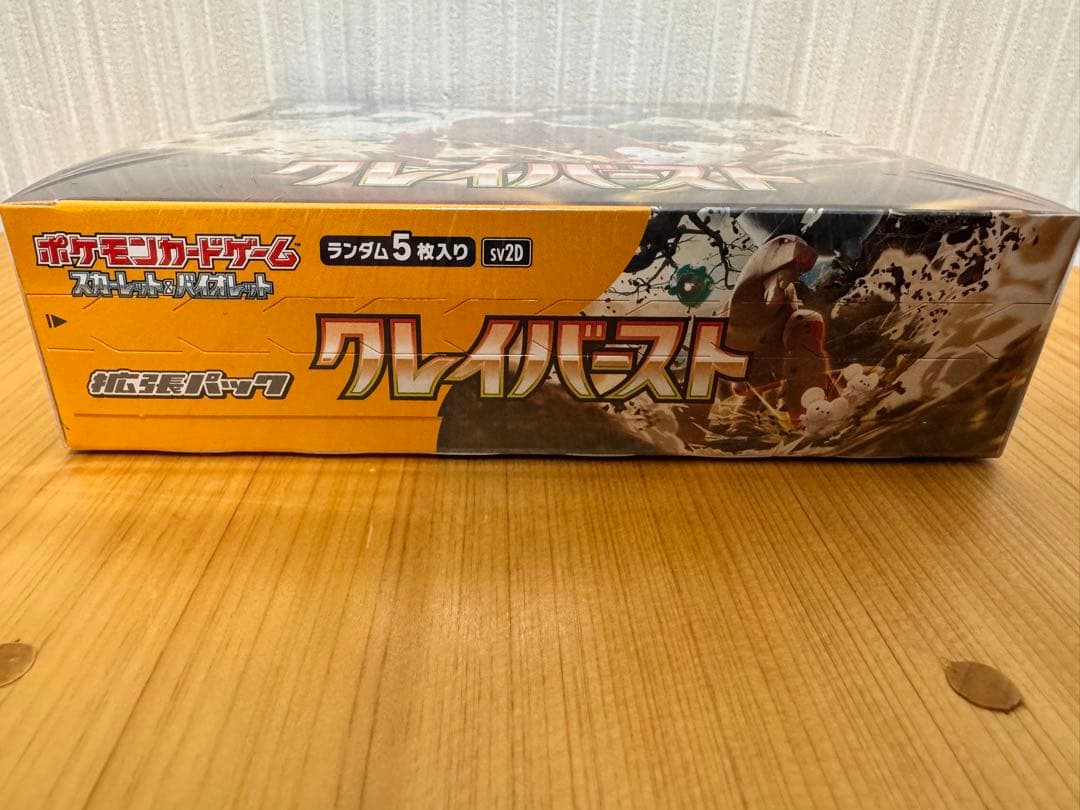 クレイバースト
ポケモンカードゲーム™
スカーレット&バイオレット
ランダム5枚入り sv2D
クレイバースト
拡張パック